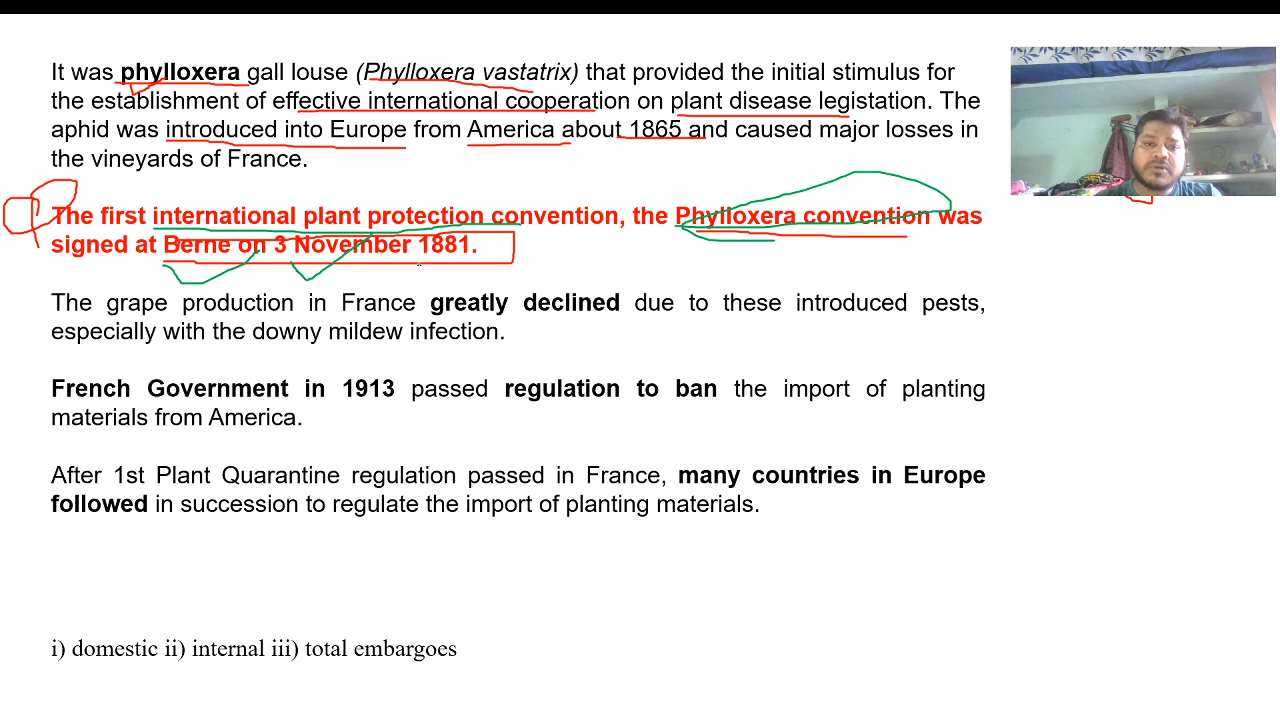 It was phylloxera gall louse (Phylloxera vastatrix) that provided the initial stimulus for
the establishment of effective international cooperation on plant disease legistation. The
aphid was introduced into Europe from America about 1865 and caused major losses in
the vineyards of France.
The first international plant protection convention, the Phylloxera convention was
signed at Berne on 3 November 1881.
The grape production in France greatly declined due to these introduced pests,
especially with the downy mildew infection.
French Government in 1913 passed regulation to ban the import of planting
materials from America.
After 1st Plant Quarantine regulation passed in France, many countries in Europe
followed in succession to regulate the import of planting materials.
i) domestic ii) internal iii) total embargoes